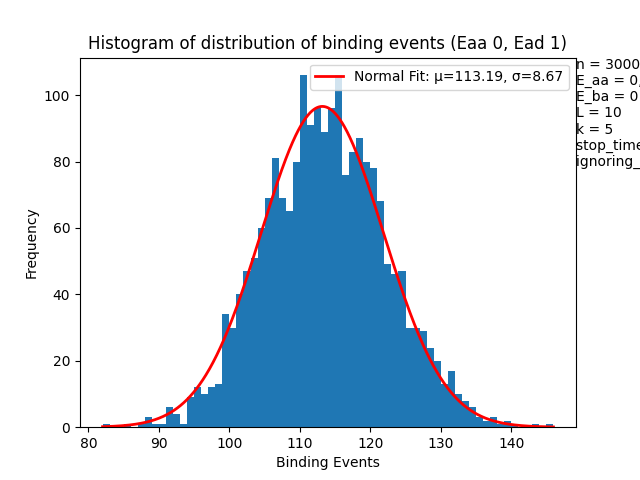 Histogram of distribution of binding events (Eaa 0, Ead 1)
Normal Fit: μ=113.19, σ=8.67
n = 3000
E_aa = 0,
E_ba = 0
L = 10
k = 5
stop_time
ignoring_
Frequency
100
80
60
40
20
0
80 90 100 110 120 130 140
Binding Events